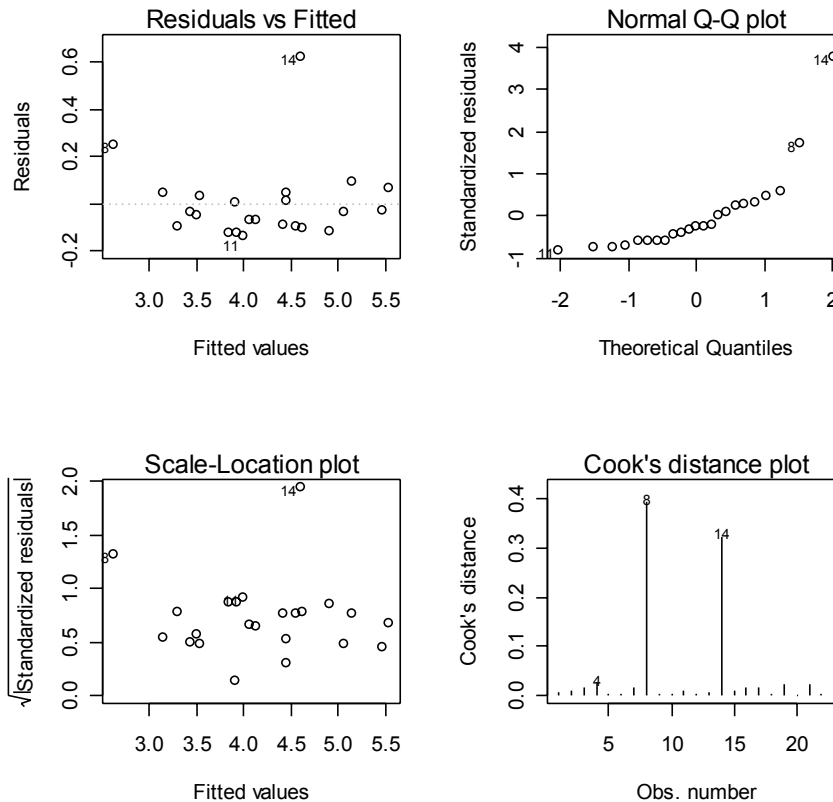 Residuals vs Fitted
Residuals
-0.2 0.2 0.6
14
8
11
3.0 3.5 4.0 4.5 5.0 5.5
Fitted values
Normal Q-Q plot
Standardized residuals
-1 0 1 2 3 4
14
8
11
-2 -1 0 1 2
Theoretical Quantiles
Scale-Location plot
√|Standardized residuals|
0.0 0.5 1.0 1.5 2.0
14
8
3.0 3.5 4.0 4.5 5.0 5.5
Fitted values
Cook's distance plot
Cook's distance
0.0 0.1 0.2 0.3 0.4
8
14
4
5 10 15 20
Obs. number